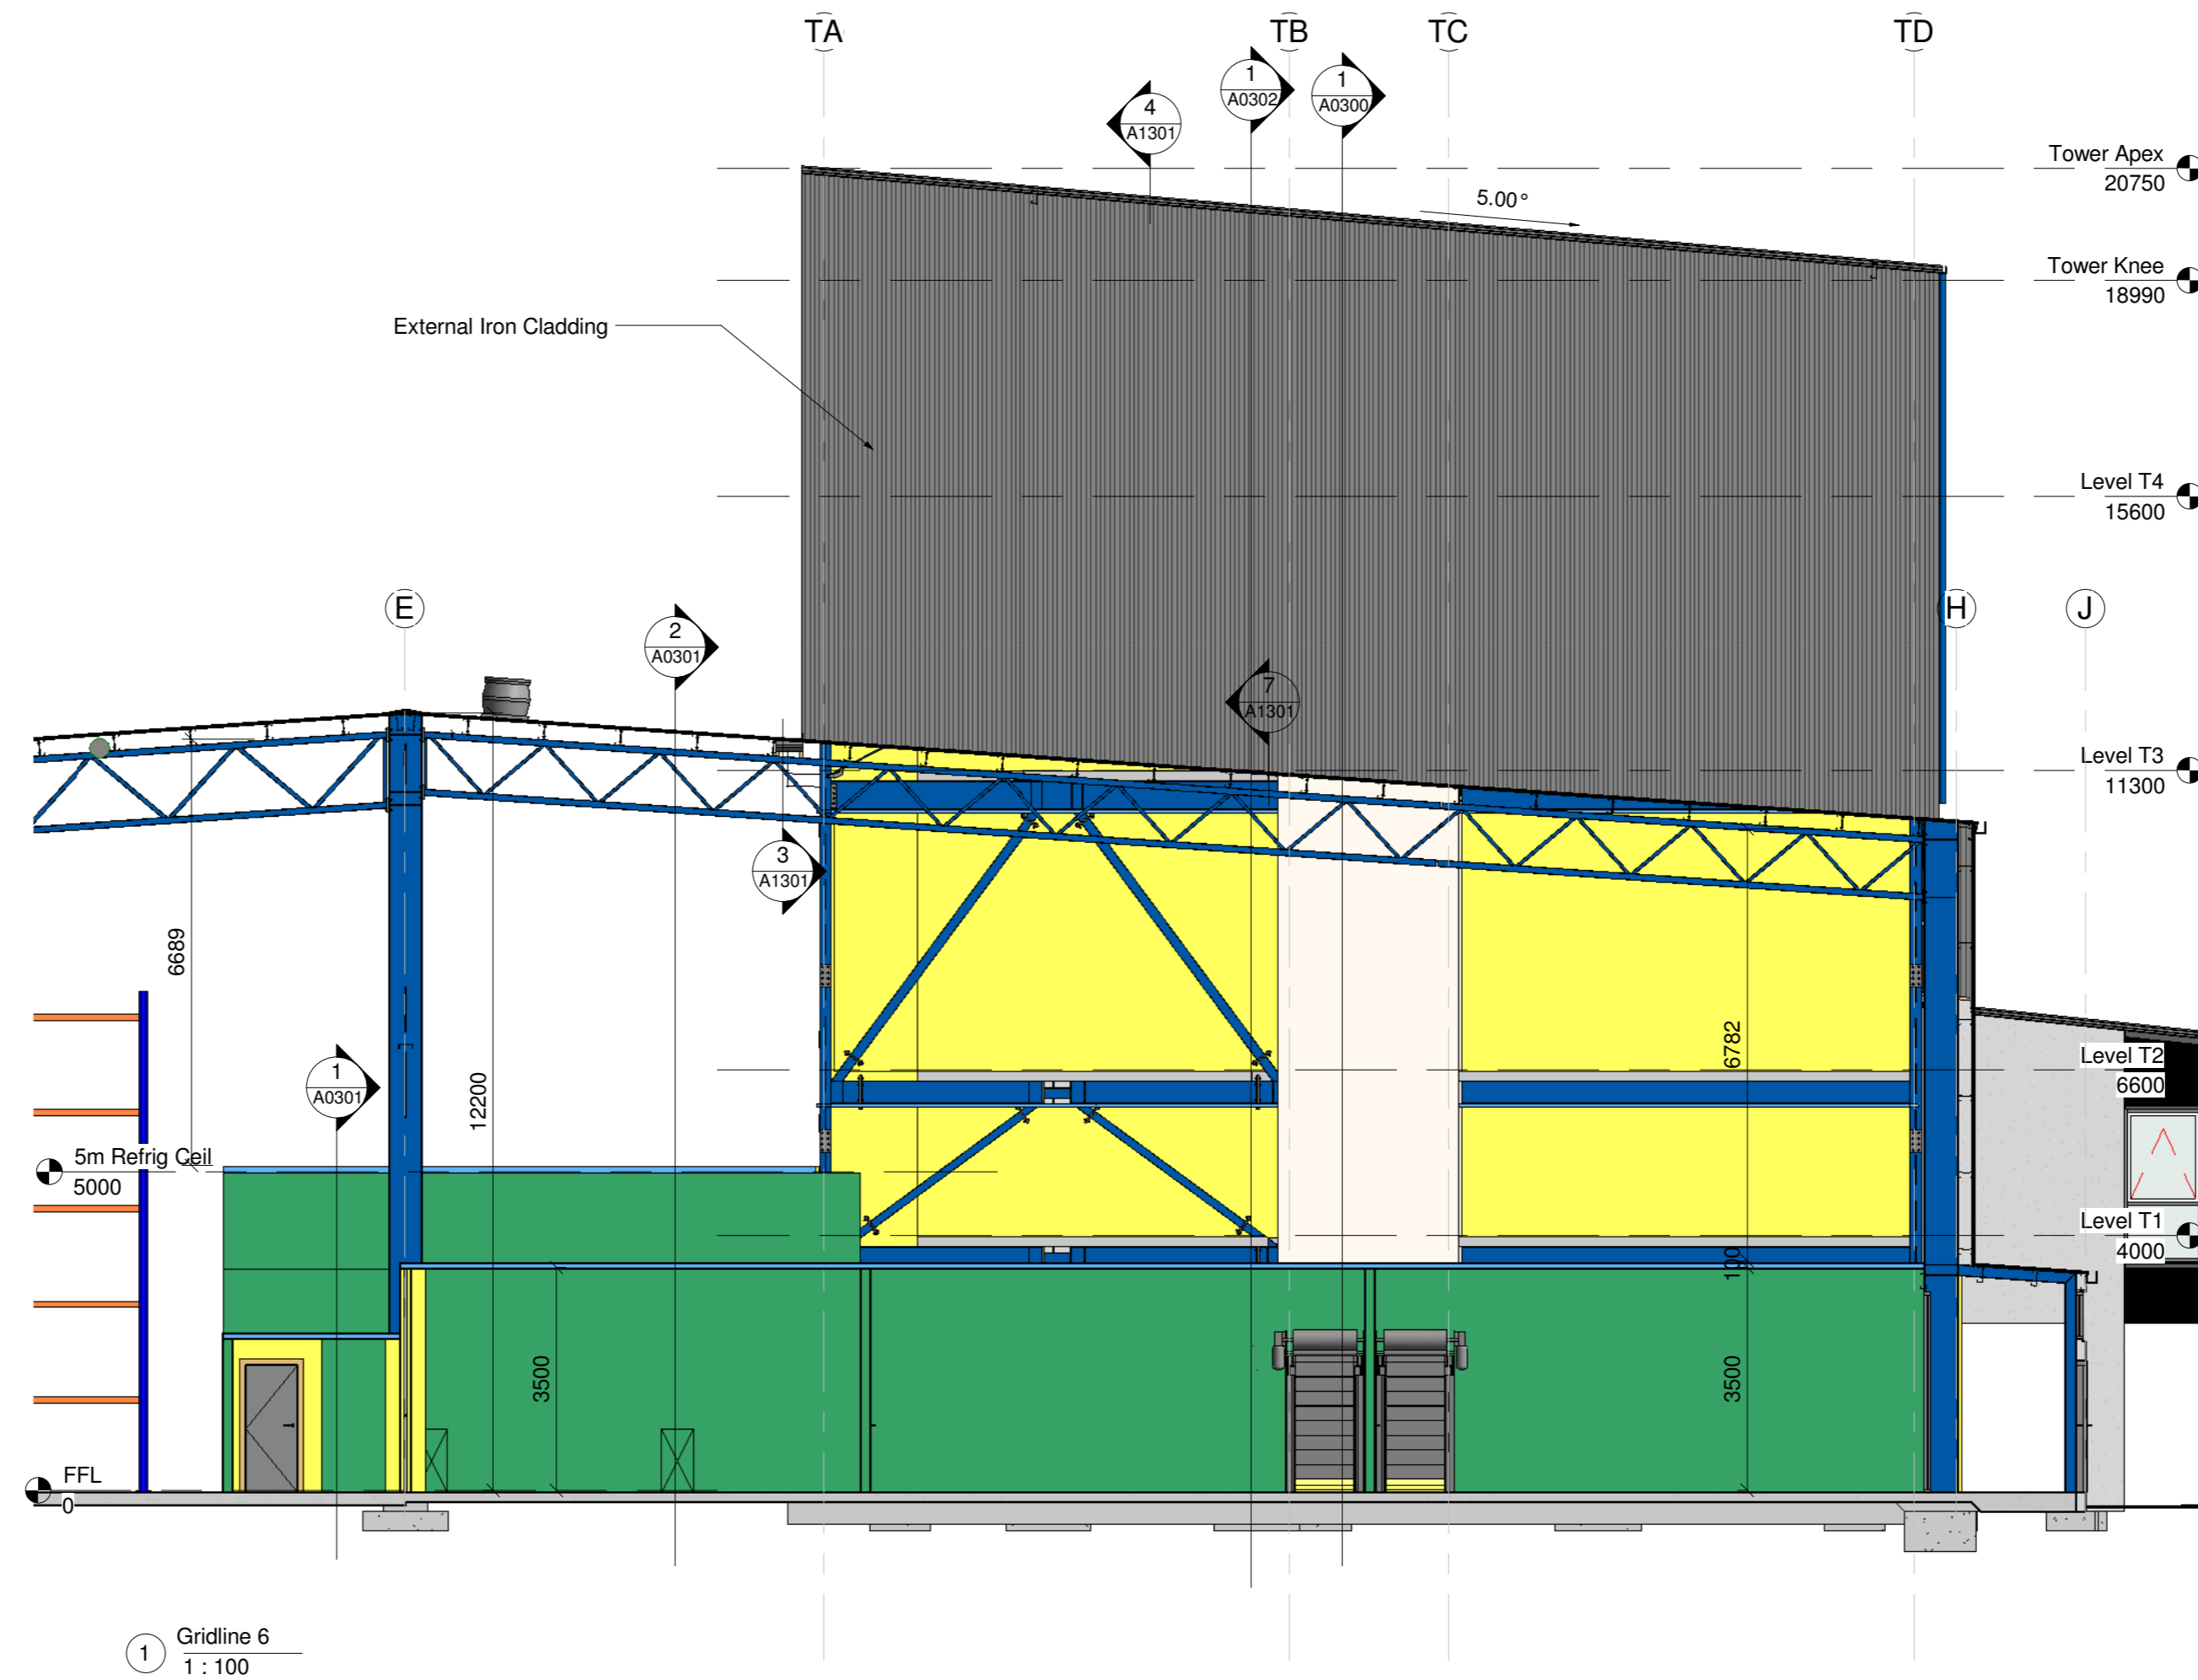 TA
TB
TC
TD
1
A0302
1
A0300
4
A1301
Tower Apex
20750
5.00°
Tower Knee
18990
External Iron Cladding
Level T4
15600
E
H
J
2
A0301
7
A1301
Level T3
11300
3
A1301
6689
6782
12200
Level T2
6600
1
A0301
5m Refrig Ceil
5000
Level T1
4000
100
3500
3500
FFL
0
1
Gridline 6
1 : 100